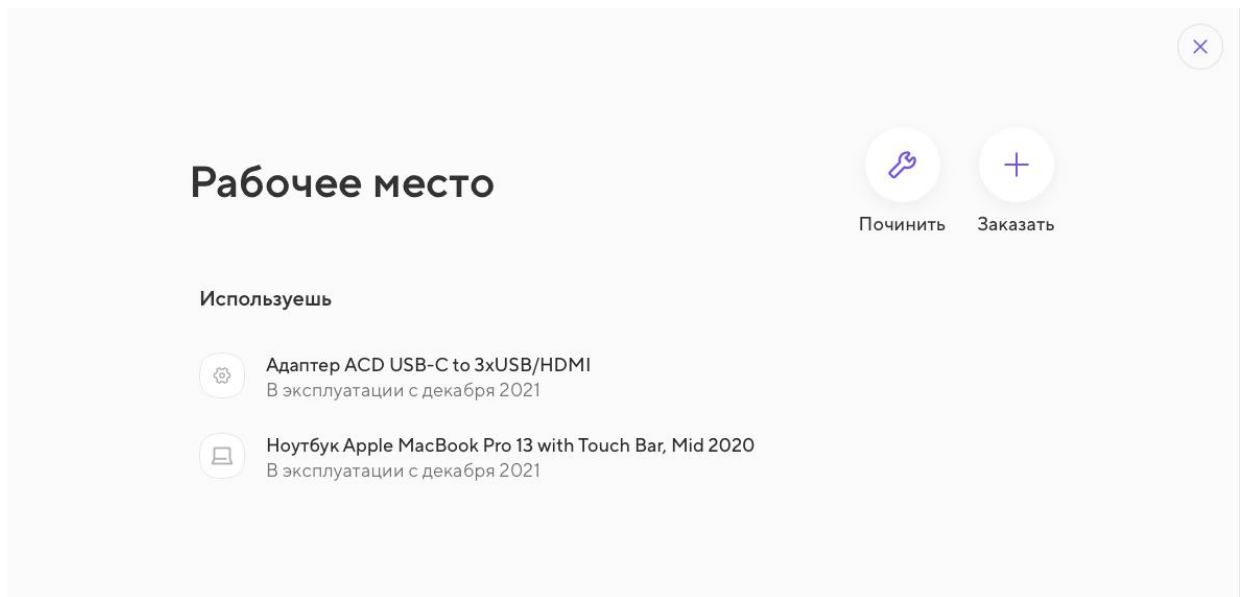 Рабочее место
Починить
Заказать
Используешь
Адаптер ACD USB-C to 3xUSB/HDMI
В эксплуатации с декабря 2021
Ноутбук Apple MacBook Pro 13 with Touch Bar, Mid 2020
В эксплуатации с декабря 2021